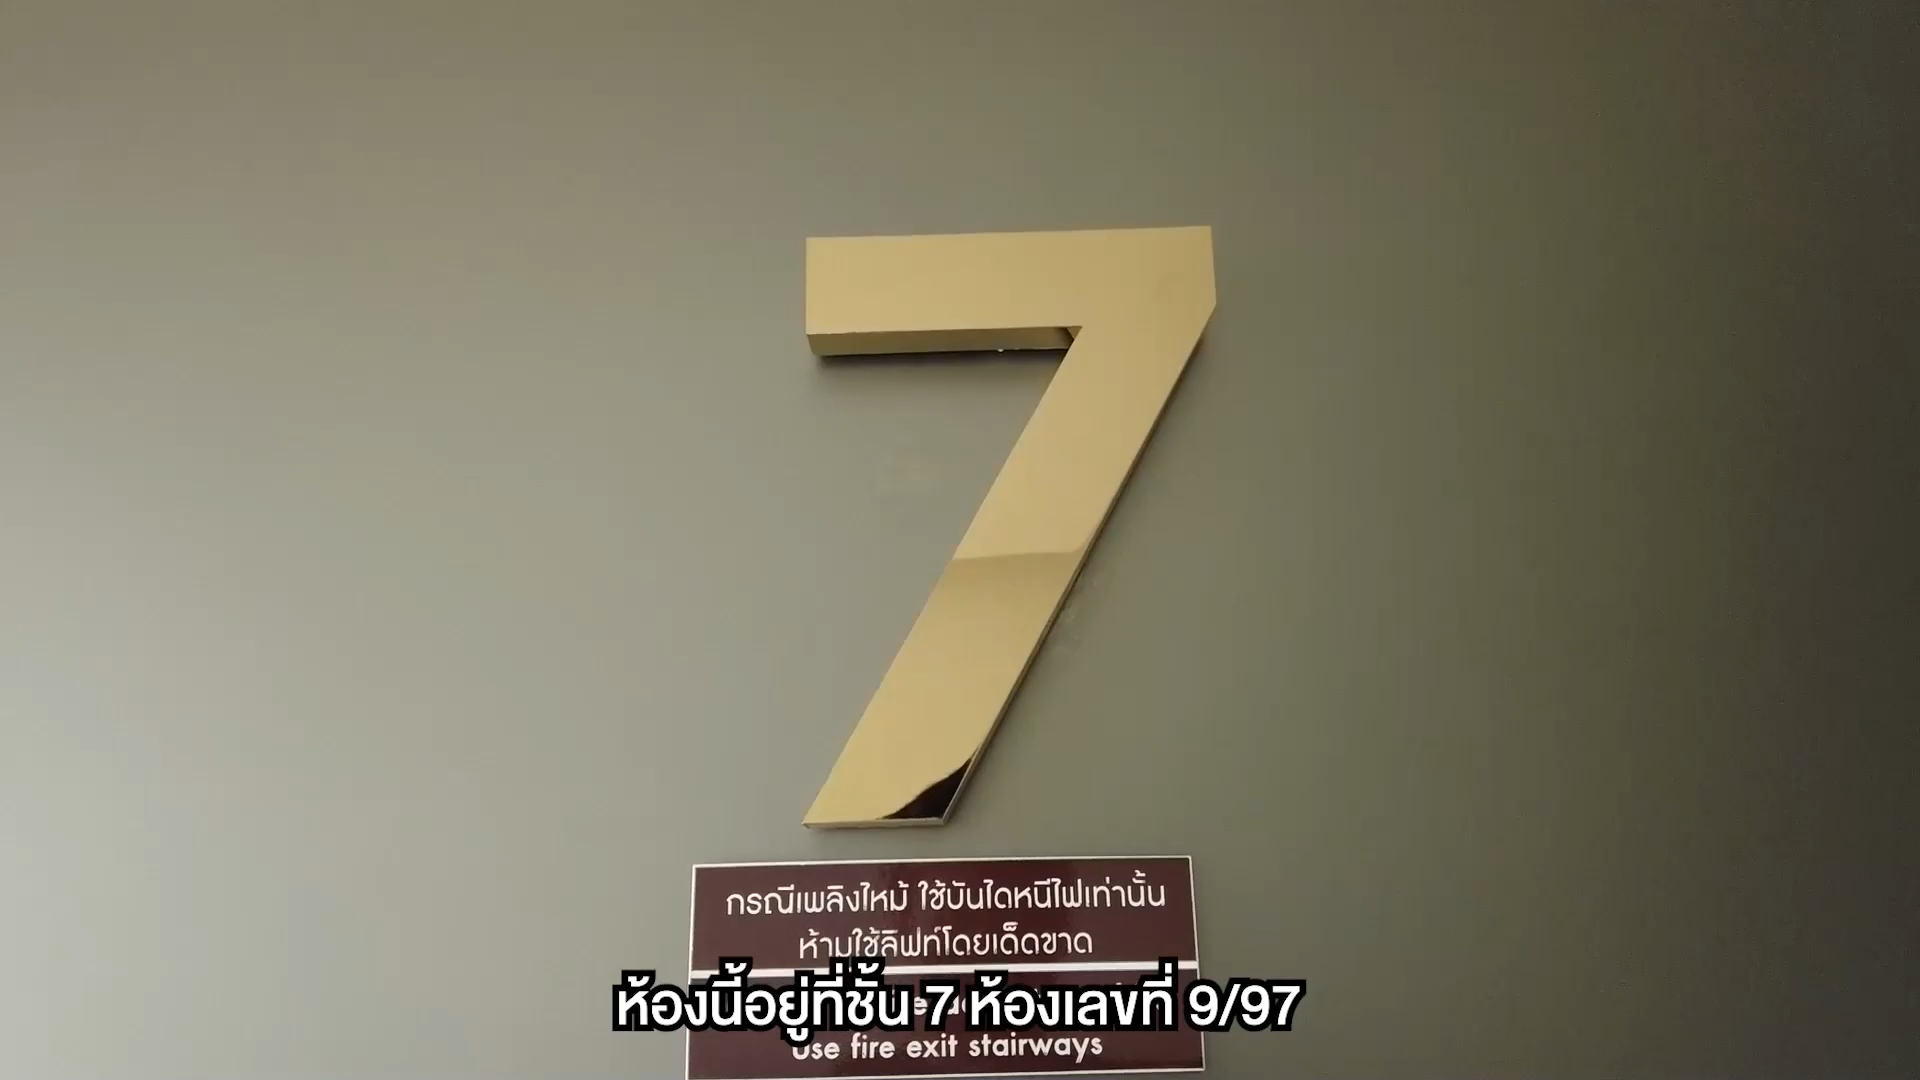 7
กรณีเพลิงไหม้ ใช้บันไดหนีไฟเท่านั้น
ห้ามใช้ลิฟท์โดยเด็ดขาด
ห้องนี้อยู่ที่ชั้น 7 ห้องเลขที่ 9/97
Use fire exit stairways